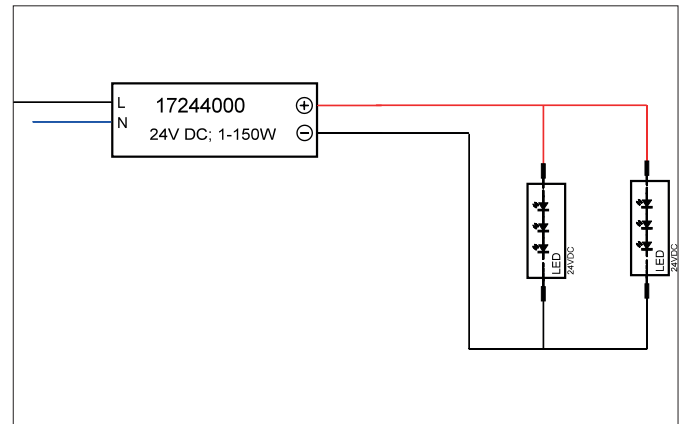 L
17244000
+
N
24V DC; 1-150W
−
LED
24VDC
LED
24VDC